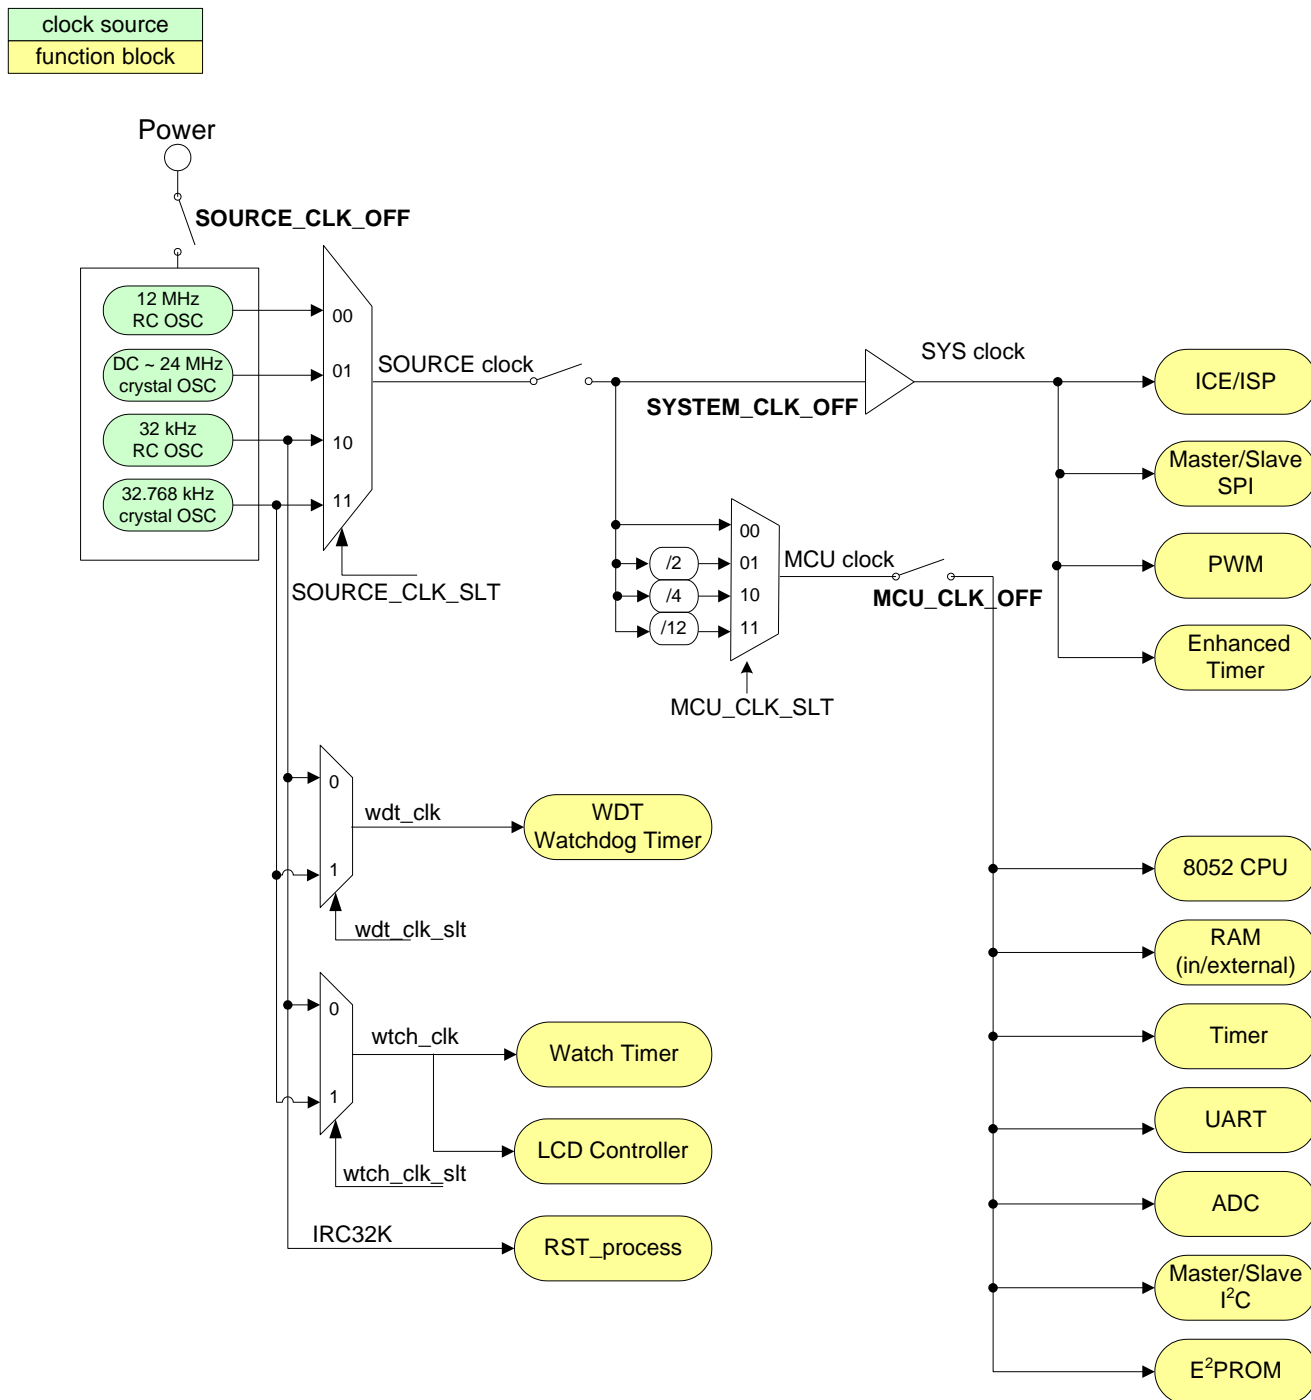 clock source
function block
Power
SOURCE_CLK_OFF
12 MHz
RC OSC
00
DC ~ 24 MHz
crystal OSC
01
32 kHz
RC OSC
10
32.768 kHz
crystal OSC
11
SOURCE_CLK_SLT
SOURCE clock
SYSTEM_CLK_OFF
SYS clock
ICE/ISP
Master/Slave
SPI
PWM
Enhanced
Timer
00
/2
01
/4
10
/12
11
MCU clock
MCU_CLK_OFF
MCU_CLK_SLT
0
1
wdt_clk
WDT
Watchdog Timer
wdt_clk_slt
0
1
wtch_clk
Watch Timer
LCD Controller
wtch_clk_slt
IRC32K
RST_process
8052 CPU
RAM
(in/external)
Timer
UART
ADC
Master/Slave
I²C
E²PROM